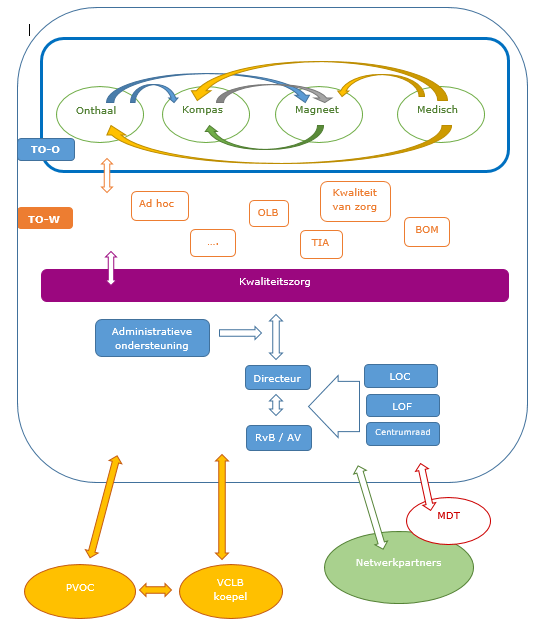 Onthaal
Kompas
Magneet
Medisch
TO-O
TO-W
Ad hoc
OLB
Kwaliteit
van zorg
....
TIA
BOM
Kwaliteitszorg
Administratieve
ondersteuning
Directeur
RvB / AV
LOC
LOF
Centrumraad
MDT
Netwerkpartners
PVOC
VCLB
koepel